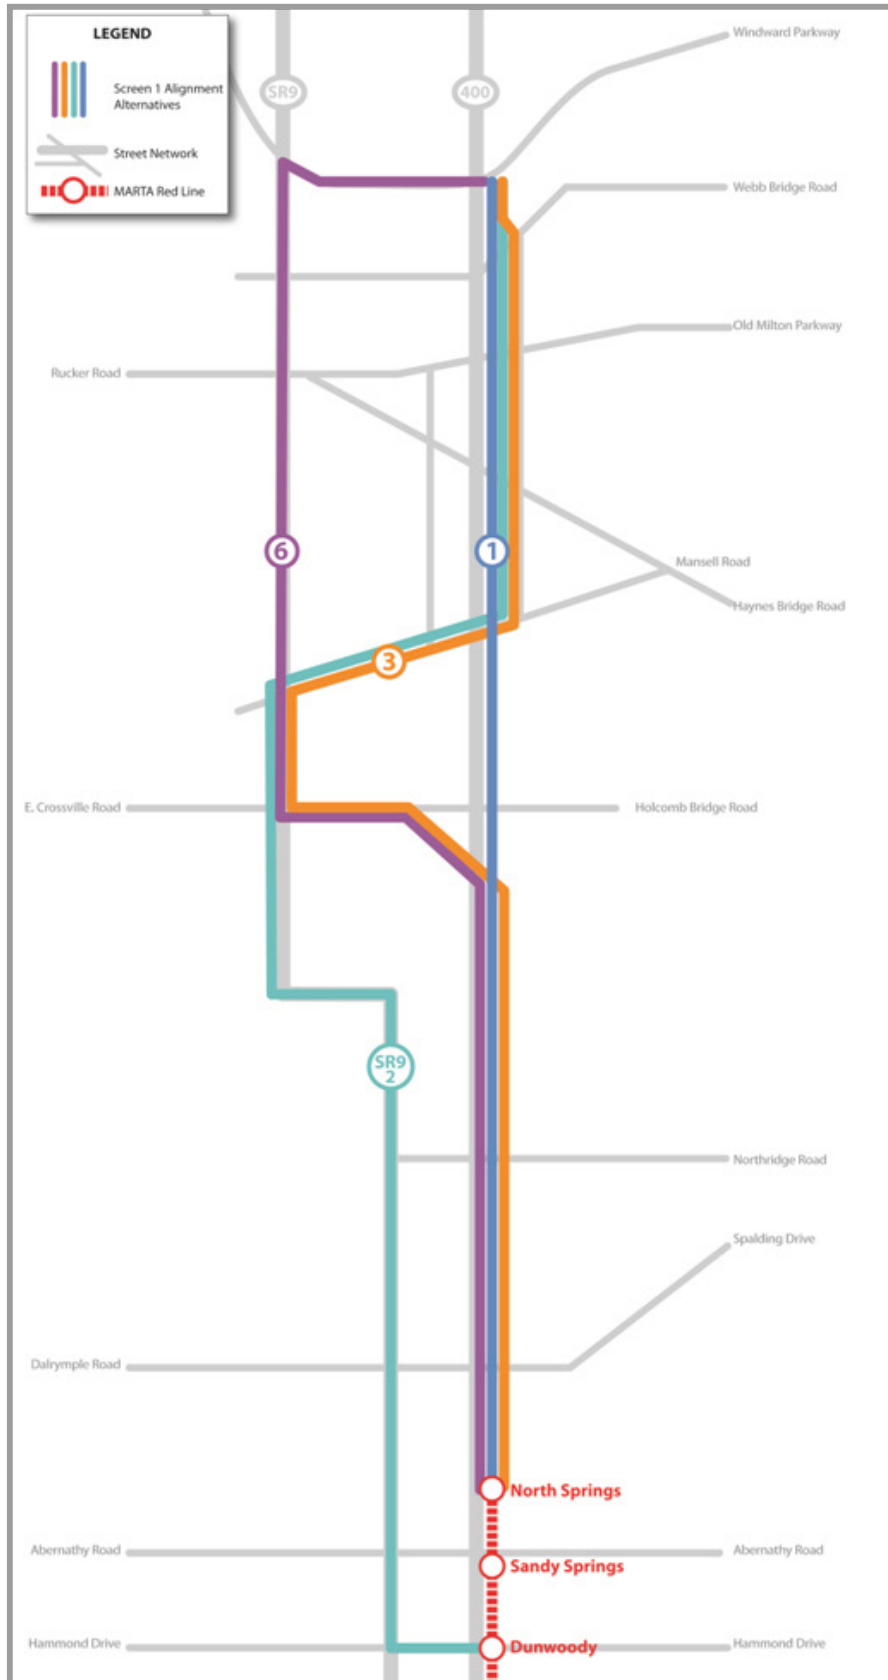 LEGEND
Screen 1 Alignment
Alternatives
Street Network
MARTA Red Line
Windward Parkway
SR9
400
Webb Bridge Road
Old Milton Parkway
Rucker Road
6
1
Mansell Road
Haynes Bridge Road
3
E. Crossville Road
Holcomb Bridge Road
SR9
2
Northridge Road
Spalding Drive
Dalrymple Road
North Springs
Abernathy Road
Abernathy Road
Sandy Springs
Hammond Drive
Dunwoody
Hammond Drive